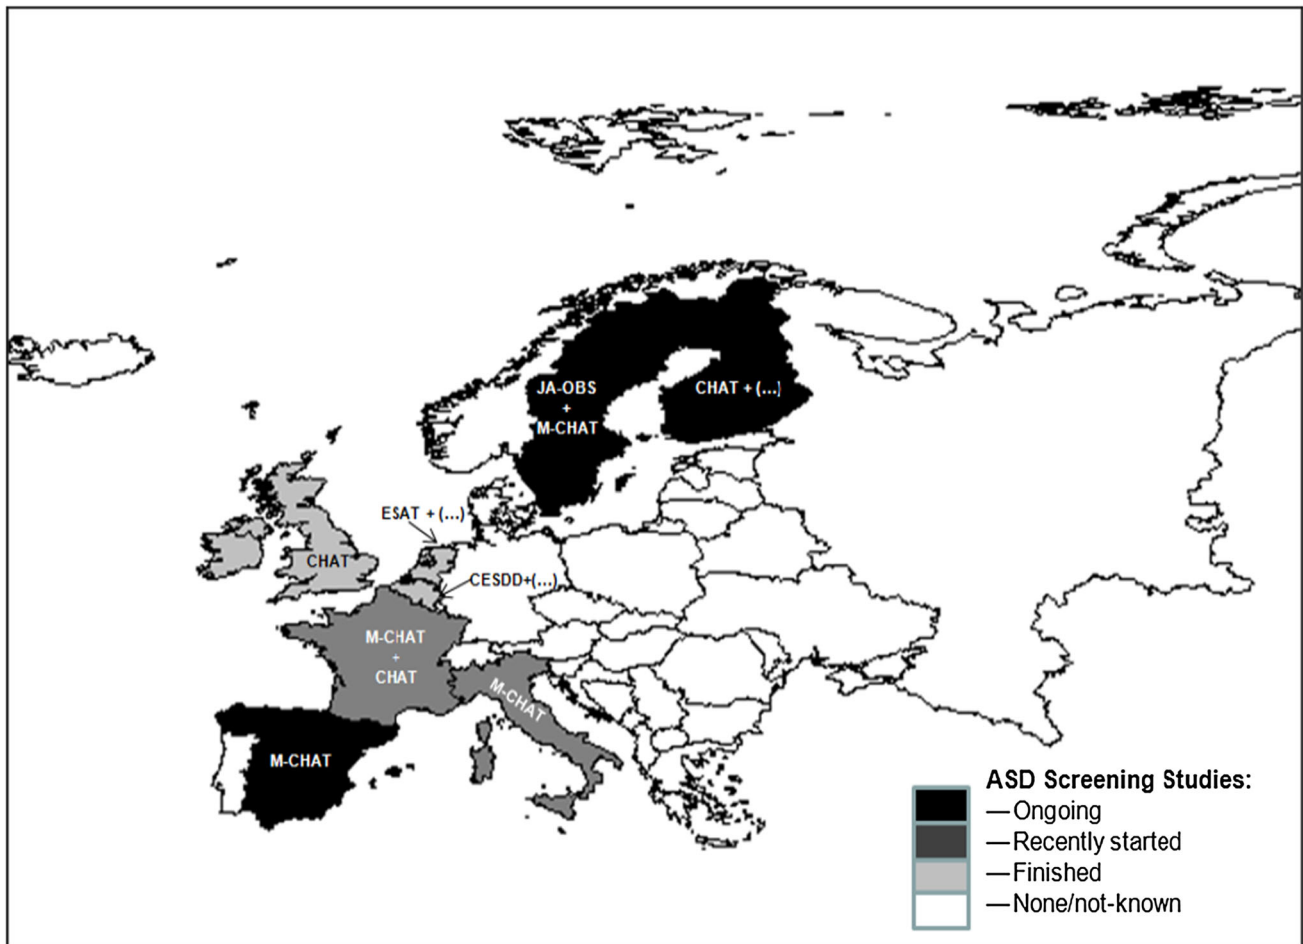 JA-OBS
+
M-CHAT
CHAT + (...)
ESAT + (...)
CHAT
CESDD+(...)
M-CHAT
+
CHAT
M-CHAT
M-CHAT
ASD Screening Studies:
—Ongoing
—Recently started
—Finished
—None/not-known